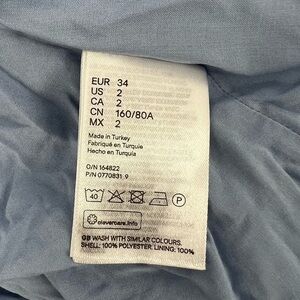 EUR 34
US 2
CA 2
CN 160/80A
MX 2
Made in Turkey
Fabriqué en Turquie
Hecho en Turquía
O/N 164822
P/N 0770831.9
40 P
clevercare.info
GB WASH WITH SIMILAR COLOURS.
SHELL: 100% POLYESTER. LINING: 100%